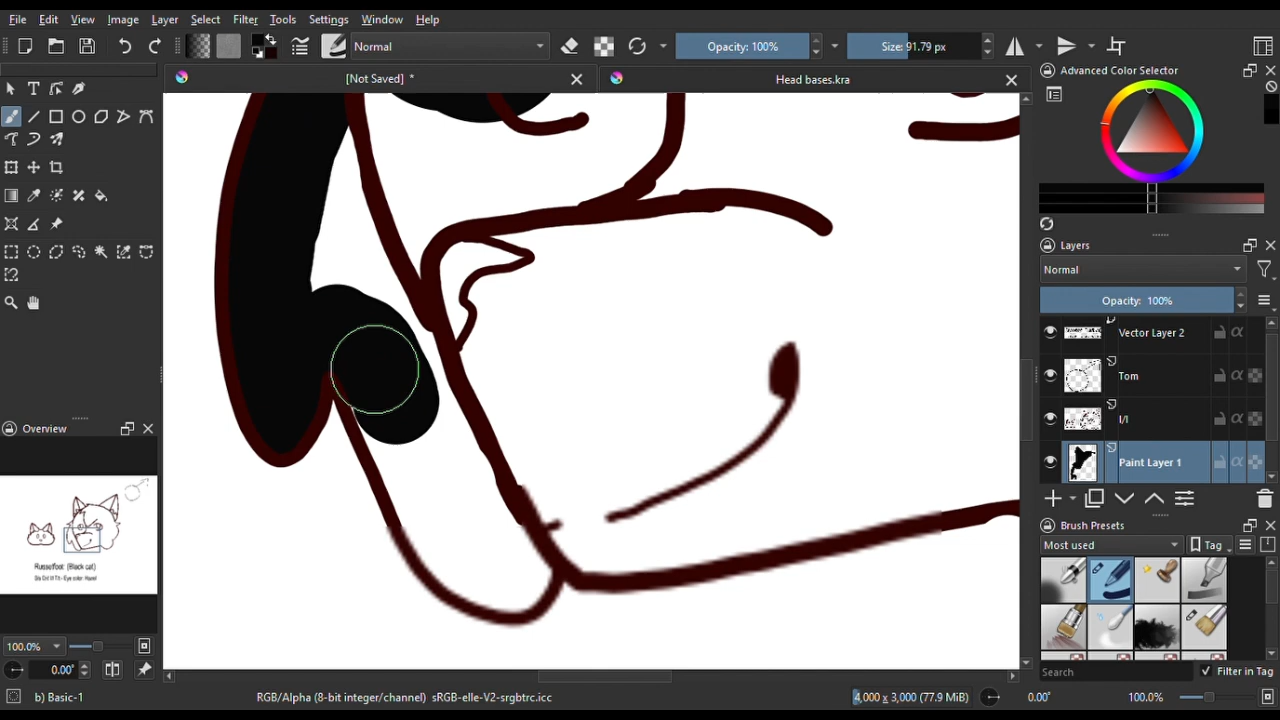 File Edit View Image Layer Select Filter Tools Settings Window Help
Normal Opacity: 100% Size: 91.79 px
[Not Saved] * Head bases.kra
Advanced Color Selector
Layers
Normal
Opacity: 100%
Vector Layer 2
Tom
I/I
Paint Layer 1
Overview
Russetfoot: (Black cat)
Eye color: Hazel
Brush Presets
Most used Tag
Search Filter in Tag
100.0%
0.00°
b) Basic-1 RGB/Alpha (8-bit integer/channel) sRGB-elle-V2-srgbtrc.icc 4,000 x 3,000 (77.9 MiB) 0.00° 100.0%